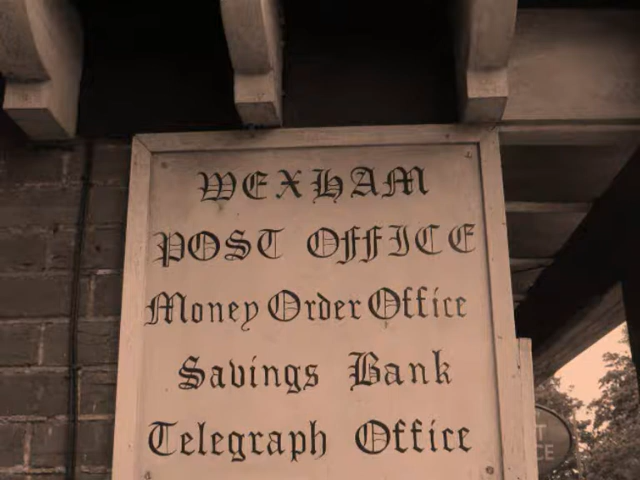 WEXHAM
POST OFFICE
Money Order Office
Savings Bank
Telegraph Office